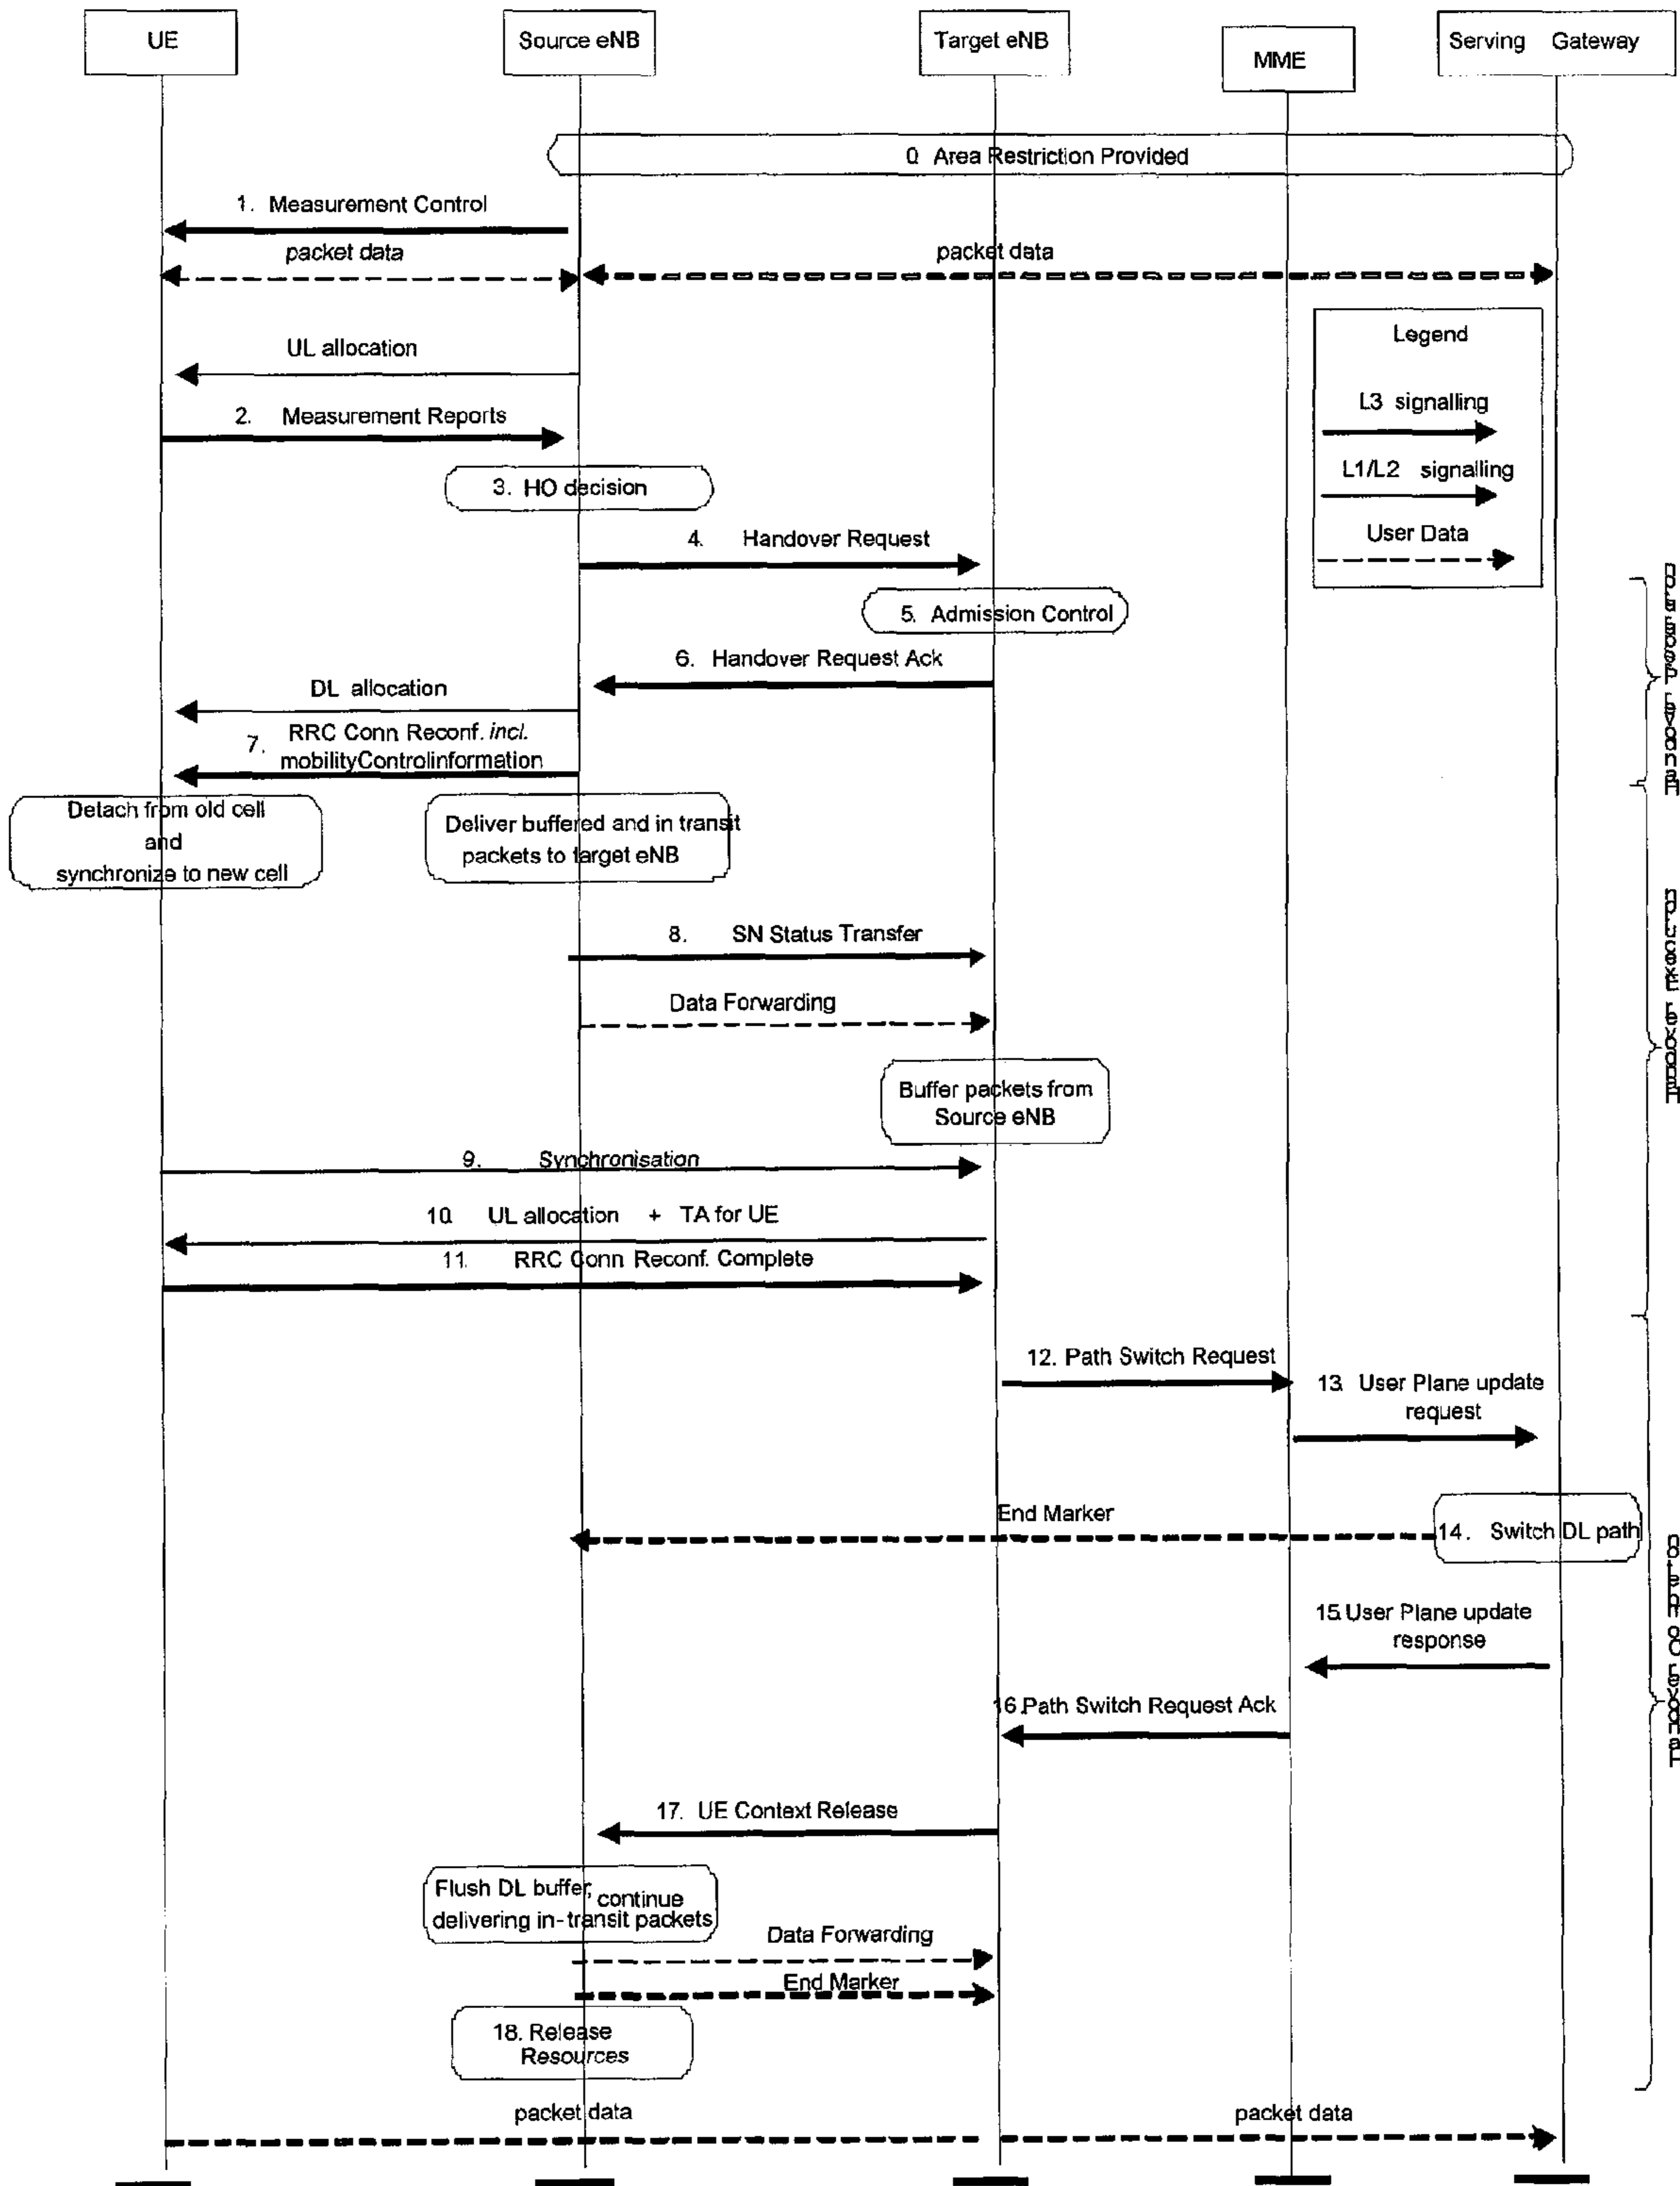 UE
Source eNB
Target eNB
MME
Serving Gateway
0. Area Restriction Provided
1. Measurement Control
packet data
packet data
UL allocation
Legend
L3 signalling
L1/L2 signalling
User Data
2. Measurement Reports
3. HO decision
4. Handover Request
5. Admission Control
6. Handover Request Ack
DL allocation
7. RRC Conn Reconf. incl.
mobilityControlinformation
Detach from old cell
and
synchronize to new cell
Deliver buffered and in transit
packets to target eNB
8. SN Status Transfer
Data Forwarding
Buffer packets from
Source eNB
9. Synchronisation
10. UL allocation + TA for UE
11. RRC Conn Reconf. Complete
12. Path Switch Request
13. User Plane update
request
End Marker
14. Switch DL path
15. User Plane update
response
16. Path Switch Request Ack
17. UE Context Release
Flush DL buffer, continue
delivering in-transit packets
Data Forwarding
End Marker
18. Release
Resources
packet data
packet data